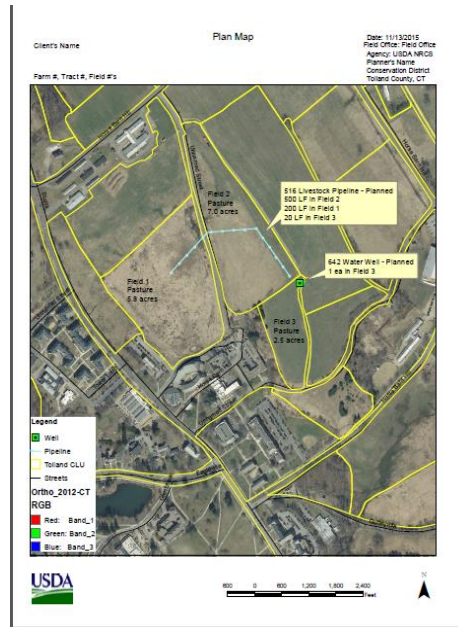 Plan Map
Client's Name
Farm #, Tract #, Field #'s
Date: 11/13/2015
Field Office: Field Office
Agency: USDA NRCS
Planner's Name
Conservation District
Tolland County, CT
Field 2
Pasture
7.0 acres
516 Livestock Pipeline - Planned
500 LF in Field 2
200 LF in Field 1
20 LF in Field 3
642 Water Well - Planned
1 ea in Field 3
Field 1
Pasture
5.8 acres
Field 3
Pasture
2.5 acres
Legend
Well
Pipeline
Tolland CLU
Streets
Ortho_2012-CT
RGB
Red: Band_1
Green: Band_2
Blue: Band_3
USDA
600 0 600 1,200 1,800 2,400
Feet
N